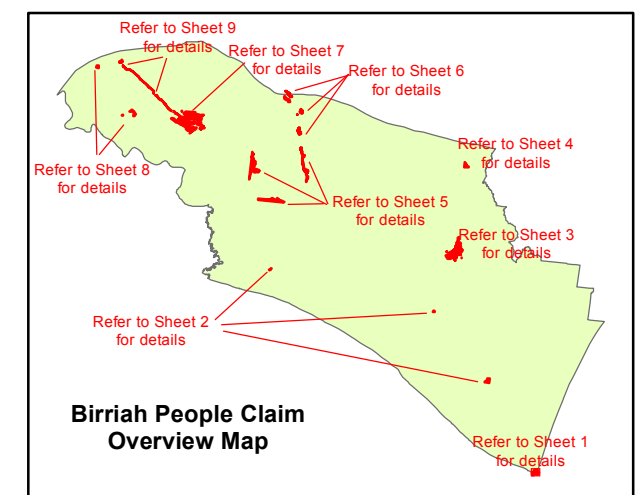 Refer to Sheet 9
for details
Refer to Sheet 7
for details
Refer to Sheet 6
for details
Refer to Sheet 4
for details
Refer to Sheet 8
for details
Refer to Sheet 5
for details
Refer to Sheet 3
for details
Refer to Sheet 2
for details
Birriah People Claim
Overview Map
Refer to Sheet 1
for details